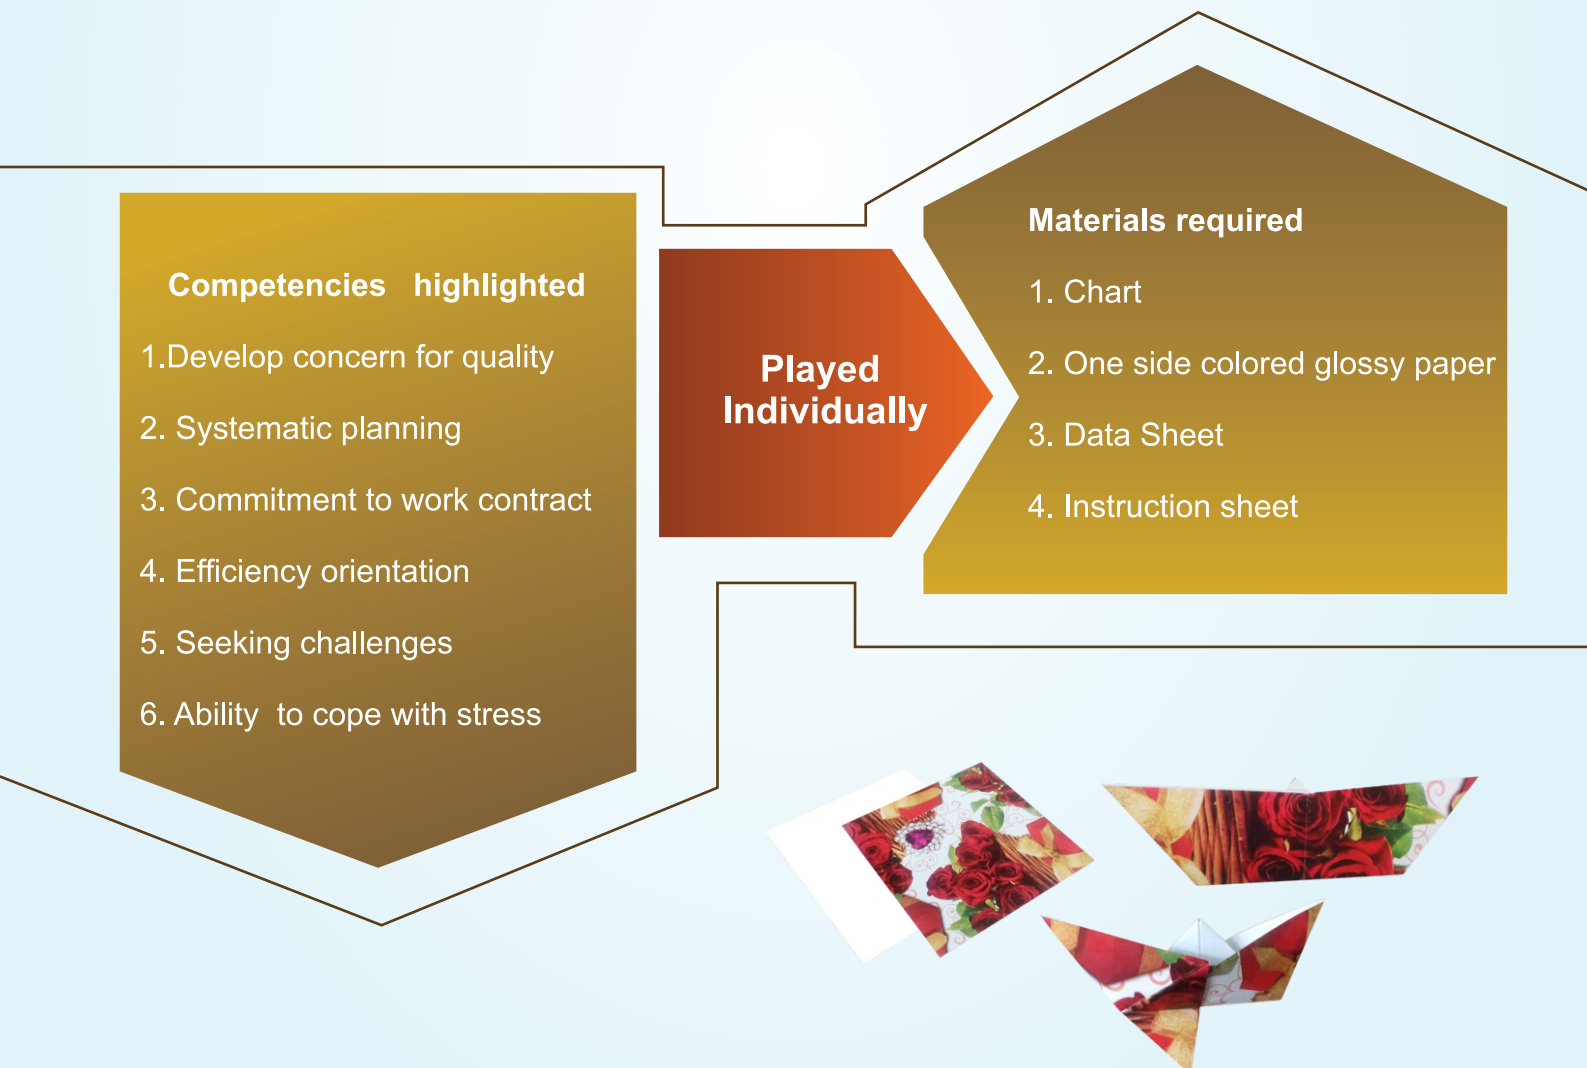 Competencies highlighted
1.Develop concern for quality
2. Systematic planning
3. Commitment to work contract
4. Efficiency orientation
5. Seeking challenges
6. Ability to cope with stress
Played
Individually
Materials required
1. Chart
2. One side colored glossy paper
3. Data Sheet
4. Instruction sheet